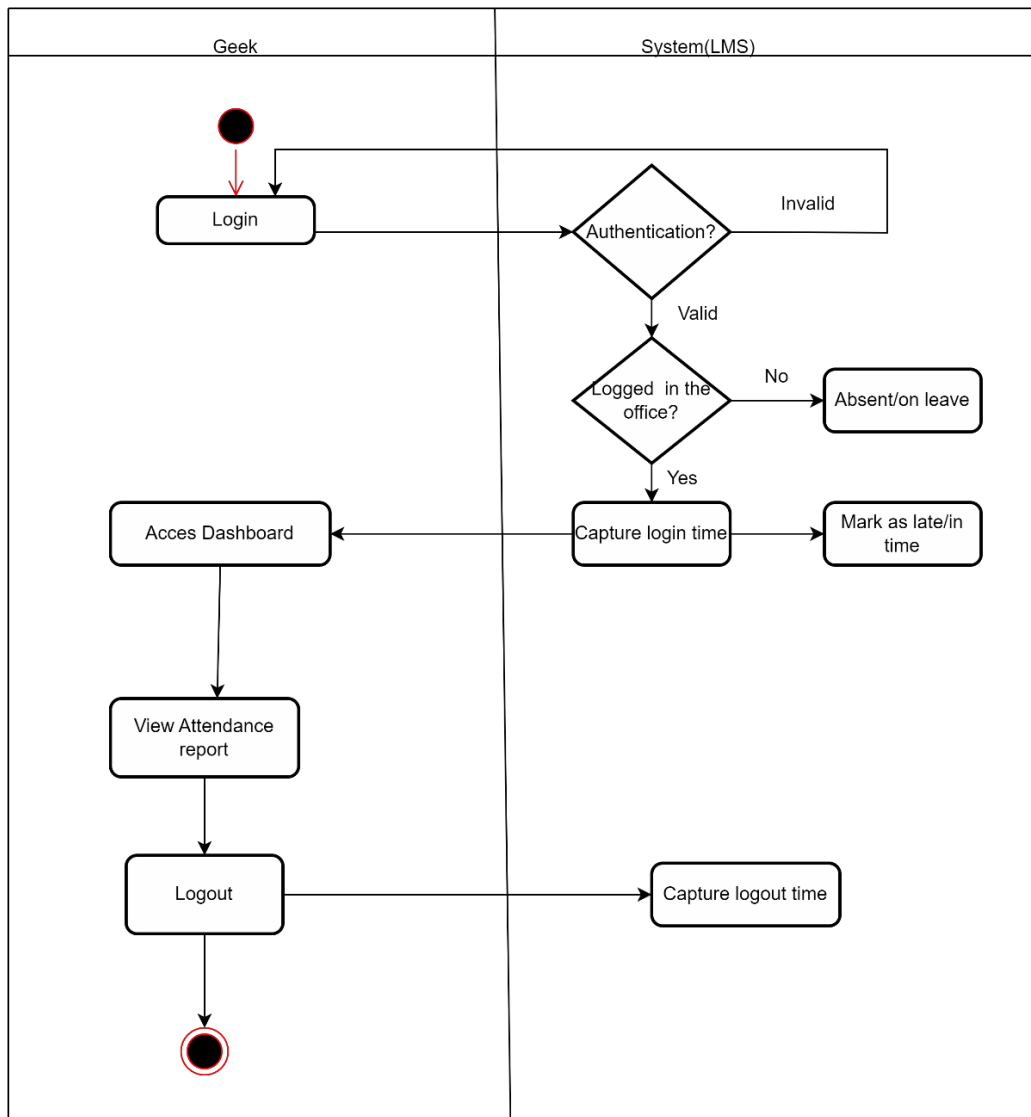 Geek
System(LMS)
Login
Authentication?
Invalid
Valid
Logged in the
office?
No
Absent/on leave
Yes
Acces Dashboard
Capture login time
Mark as late/in
time
View Attendance
report
Logout
Capture logout time